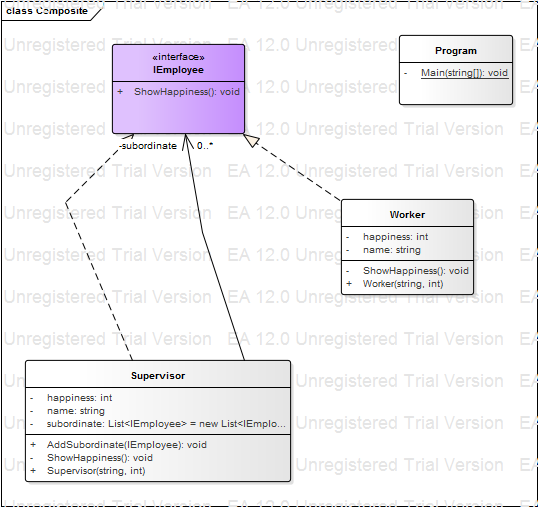 class Composite
«interface»
IEmployee
+ ShowHappiness(): void
Program
- Main(string[]): void
-subordinate 0..*
Worker
- happiness: int
- name: string
- ShowHappiness(): void
+ Worker(string, int)
Supervisor
- happiness: int
- name: string
- subordinate: List<IEmployee> = new List<IEmplo...
+ AddSubordinate(IEmployee): void
- ShowHappiness(): void
+ Supervisor(string, int)
Unregistered Trial Version EA 12.0 Unregistered Trial Version EA